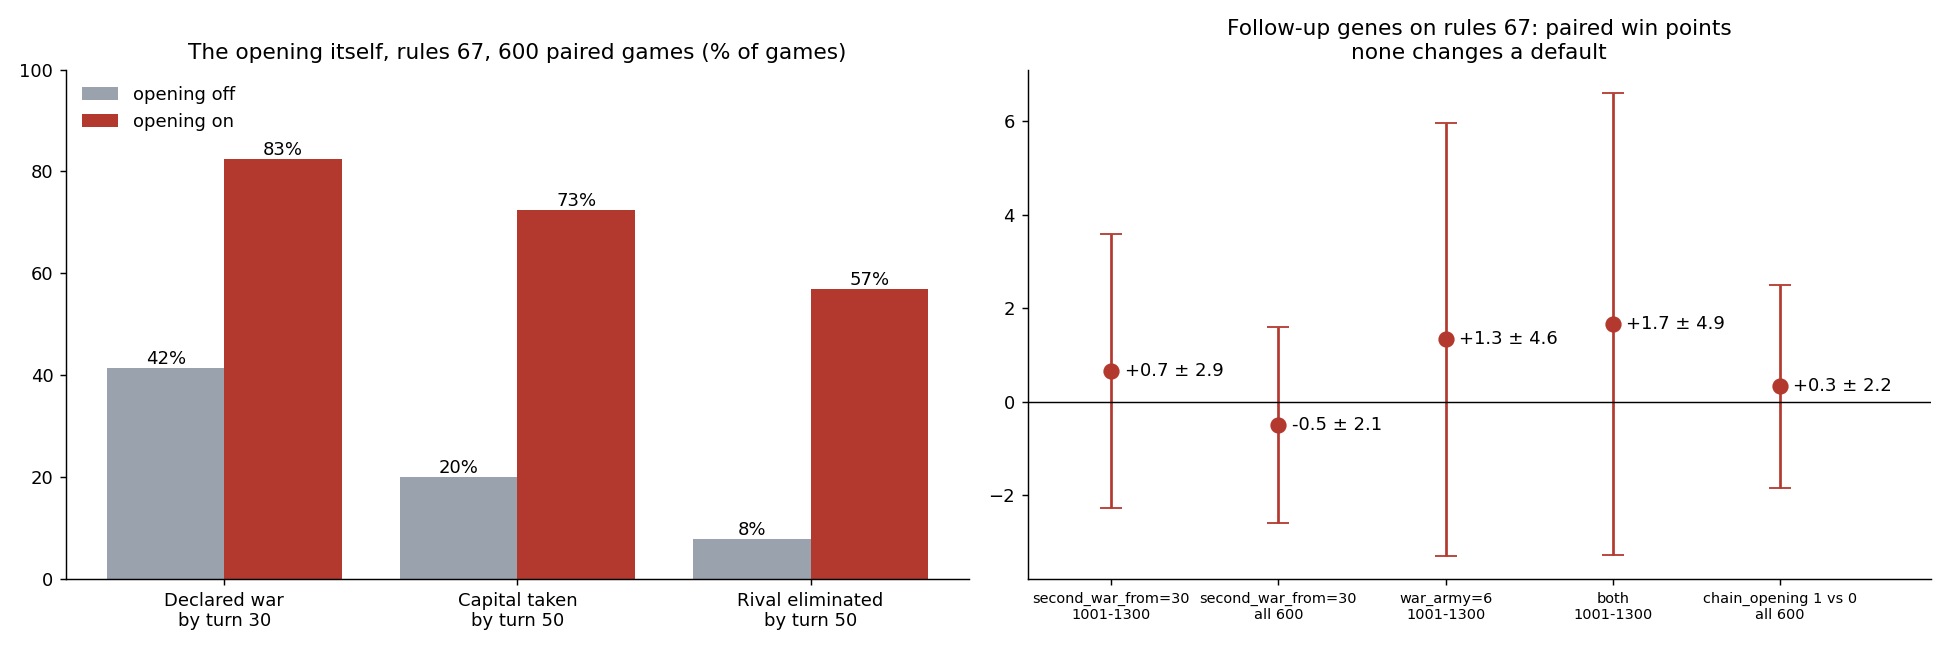 The opening itself, rules 67, 600 paired games (% of games)
100
80
60
40
20
0
opening off
opening on
42%
83%
20%
73%
8%
57%
Declared war
by turn 30
Capital taken
by turn 50
Rival eliminated
by turn 50
Follow-up genes on rules 67: paired win points
none changes a default
6
4
2
0
−2
+0.7 ± 2.9
-0.5 ± 2.1
+1.3 ± 4.6
+1.7 ± 4.9
+0.3 ± 2.2
second_war_from=30
1001-1300
second_war_from=30
all 600
war_army=6
1001-1300
both
1001-1300
chain_opening 1 vs 0
all 600